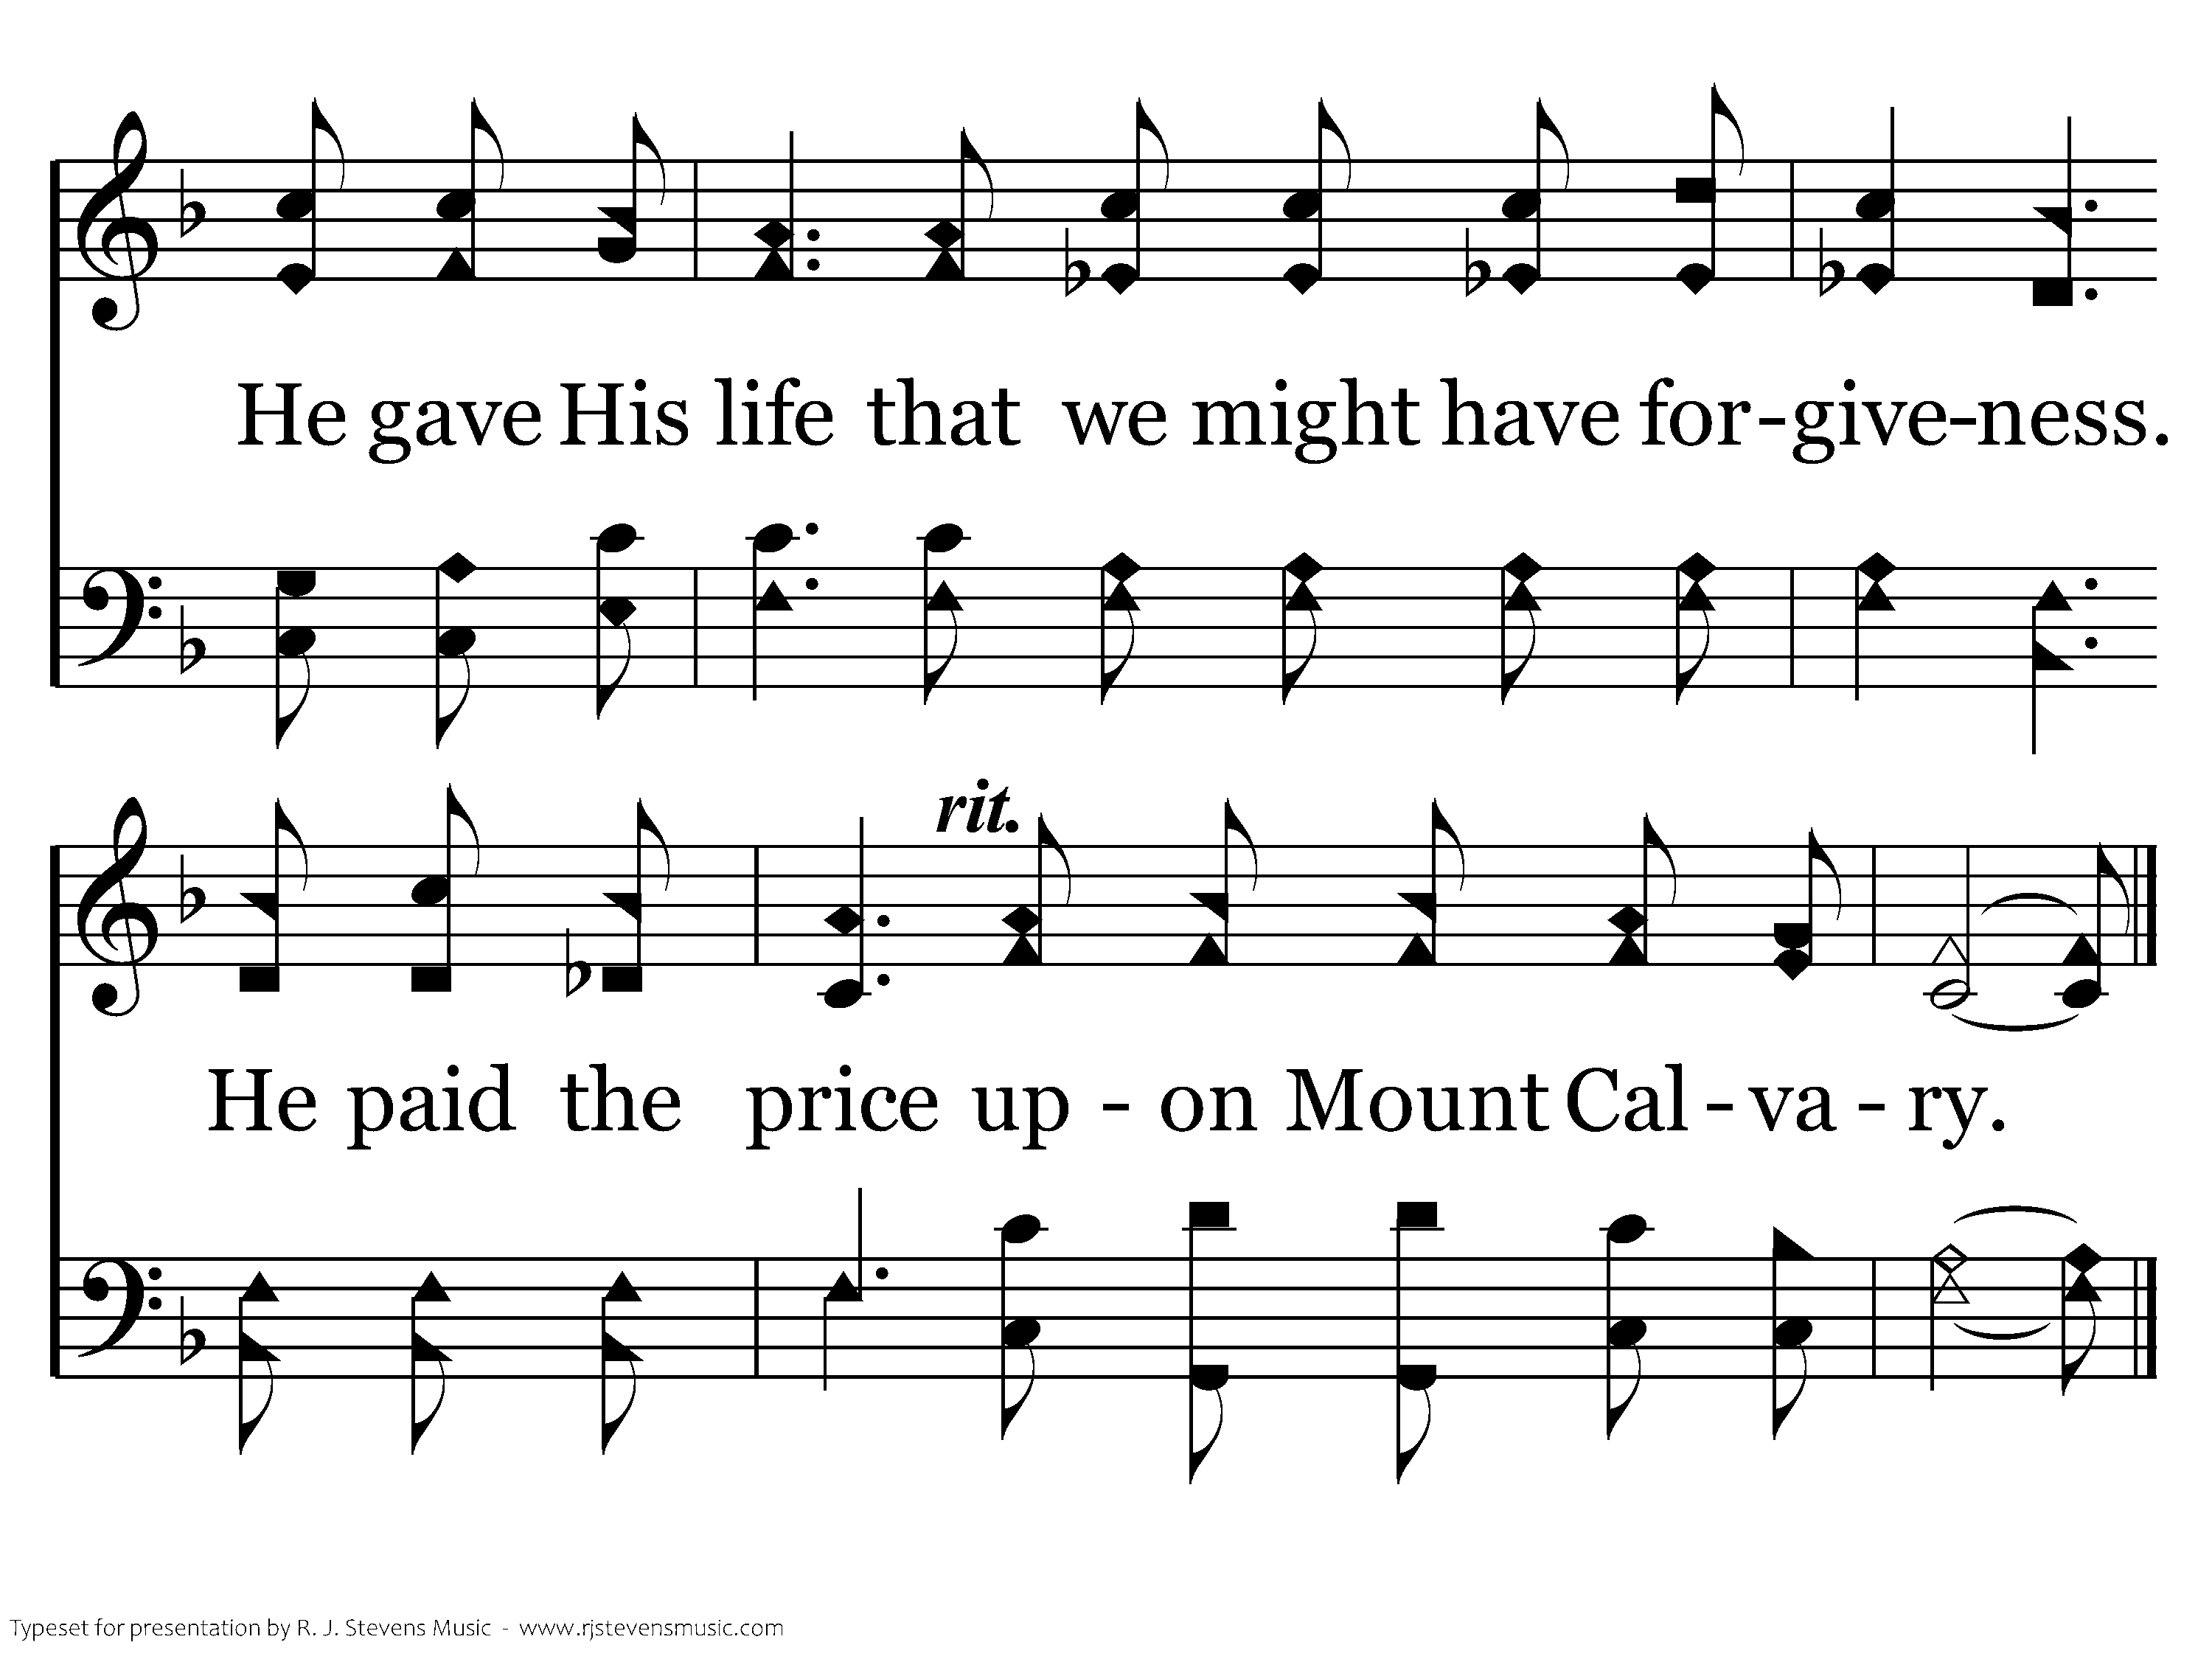 He gave His life that we might have for-give-ness.
rit.
He paid the price up - on Mount Cal - va - ry.
Typeset for presentation by R. J. Stevens Music - www.rjstevensmusic.com